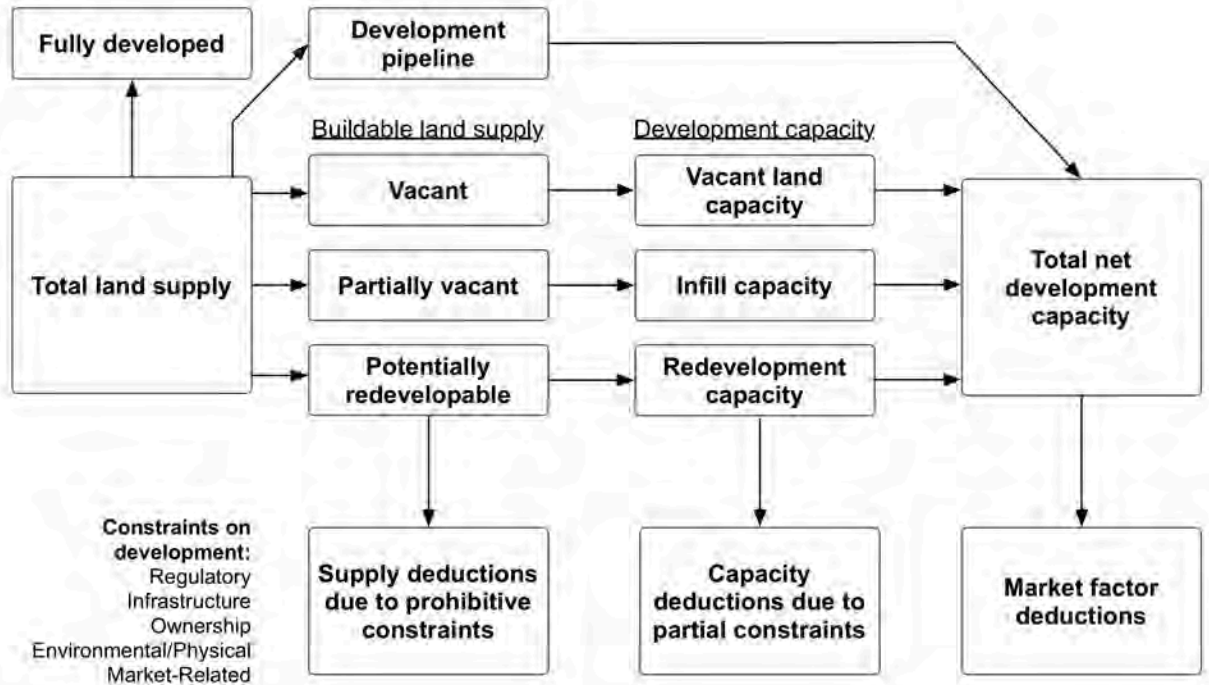 Fully developed
Development
pipeline
Buildable land supply
Development capacity
Total land supply
Vacant
Vacant land
capacity
Partially vacant
Infill capacity
Potentially
redevelopable
Redevelopment
capacity
Total net
development
capacity
Constraints on
development:
Regulatory
Infrastructure
Ownership
Environmental/Physical
Market-Related
Supply deductions
due to prohibitive
constraints
Capacity
deductions due to
partial constraints
Market factor
deductions